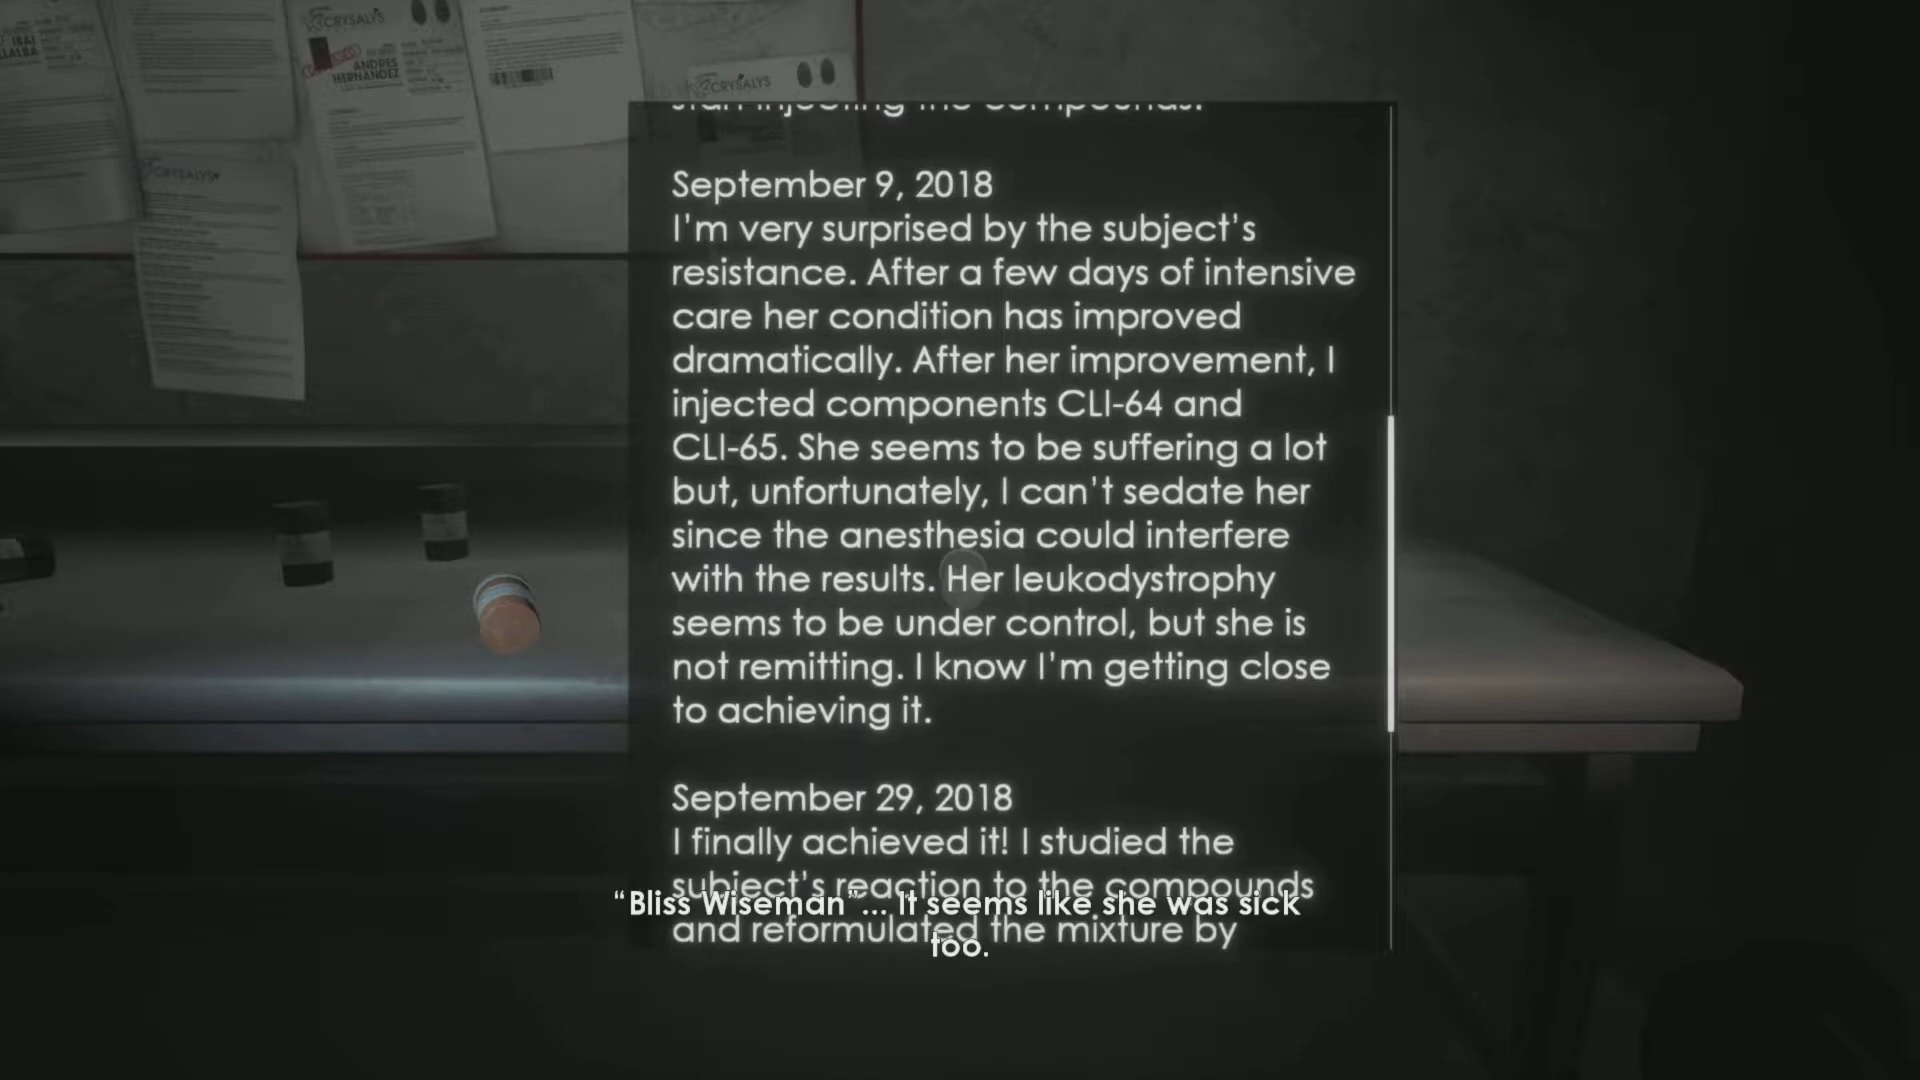 CRYSALYS
ANDRES
HERNANDEZ
CRYSALYS
CRYSALYS
start injecting the compounds.
September 9, 2018
I'm very surprised by the subject's
resistance. After a few days of intensive
care her condition has improved
dramatically. After her improvement, I
injected components CLI-64 and
CLI-65. She seems to be suffering a lot
but, unfortunately, I can't sedate her
since the anesthesia could interfere
with the results. Her leukodystrophy
seems to be under control, but she is
not remitting. I know I'm getting close
to achieving it.
September 29, 2018
I finally achieved it! I studied the
subject's reaction to the compounds
and reformulated the mixture by
“Bliss Wiseman”... It seems like she was sick
too.